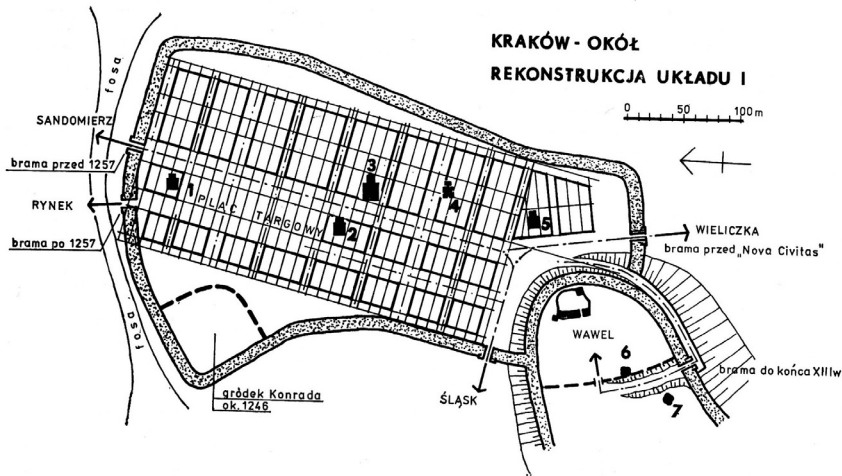 KRAKÓW - OKÓŁ
REKONSTRUKCJA UKŁADU I
0 50 100 m
fosa
SANDOMIERZ
brama przed 1257
RYNEK
brama po 1257
fosa
1
PLAC TARGOWY
2
3
4
5
WIELICZKA
brama przed „Nova Civitas"
WAWEL
6
7
brama do końca XIII w
ŚLĄSK
gródek Konrada
ok. 1246